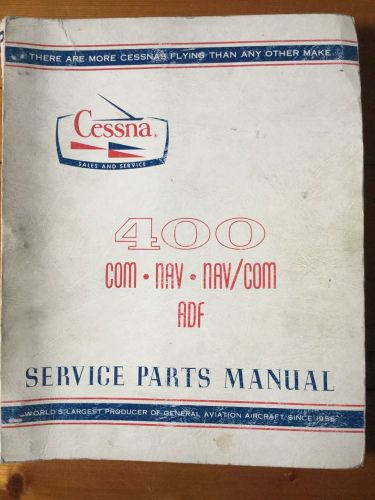 THERE ARE MORE CESSNAS FLYING THAN ANY OTHER MAKE
Cessna®
SALES AND SERVICE
400
COM • NAV • NAV/COM
ADF
SERVICE PARTS MANUAL
WORLD'S LARGEST PRODUCER OF GENERAL AVIATION AIRCRAFT SINCE 1956